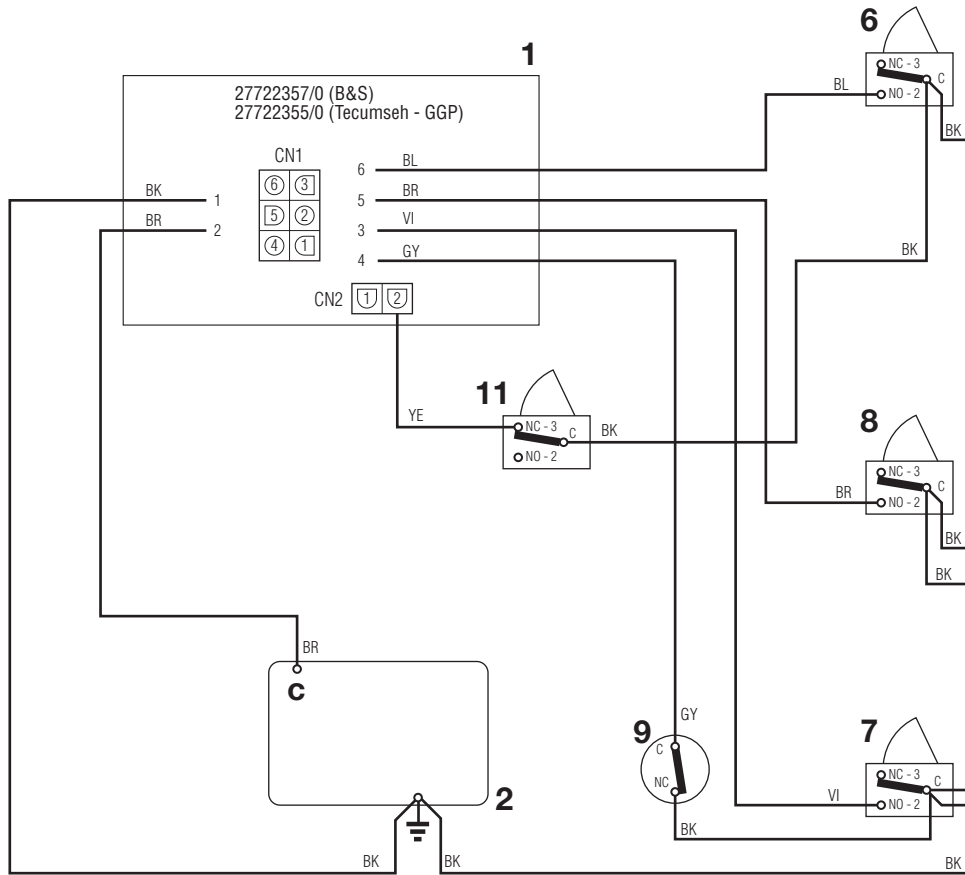 1
27722357/0 (B&S)
27722355/0 (Tecumseh - GGP)
CN1
6 3
5 2
4 1
CN2 1 2
BK 1
BR 2
6 BL
5 BR
3 VI
4 GY
6
NC - 3
C
BL NO - 2
BK
BK
11
YE NC - 3
C BK
NO - 2
8
NC - 3
C
BR NO - 2
BK
BK
BR
c
2
9 GY
C
NC
BK
7
NC - 3 C
VI NO - 2
BK BK BK